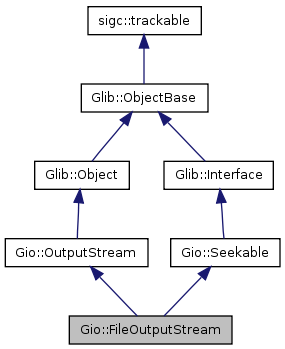 sigc::trackable
Glib::ObjectBase
Glib::Object
Glib::Interface
Gio::OutputStream
Gio::Seekable
Gio::FileOutputStream